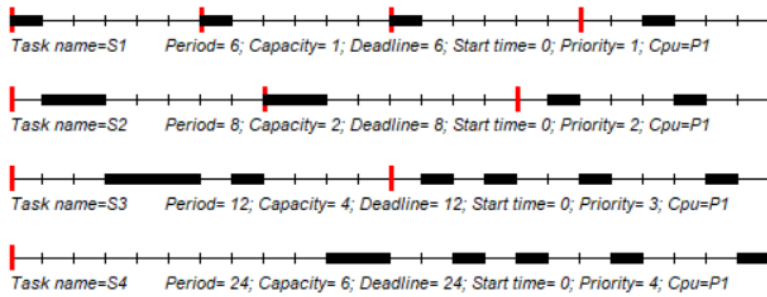 Task name=S1 Period= 6; Capacity= 1; Deadline= 6; Start time= 0; Priority= 1; Cpu=P1
Task name=S2 Period= 8; Capacity= 2; Deadline= 8; Start time= 0; Priority= 2; Cpu=P1
Task name=S3 Period= 12; Capacity= 4; Deadline= 12; Start time= 0; Priority= 3; Cpu=P1
Task name=S4 Period= 24; Capacity= 6; Deadline= 24; Start time= 0; Priority= 4; Cpu=P1